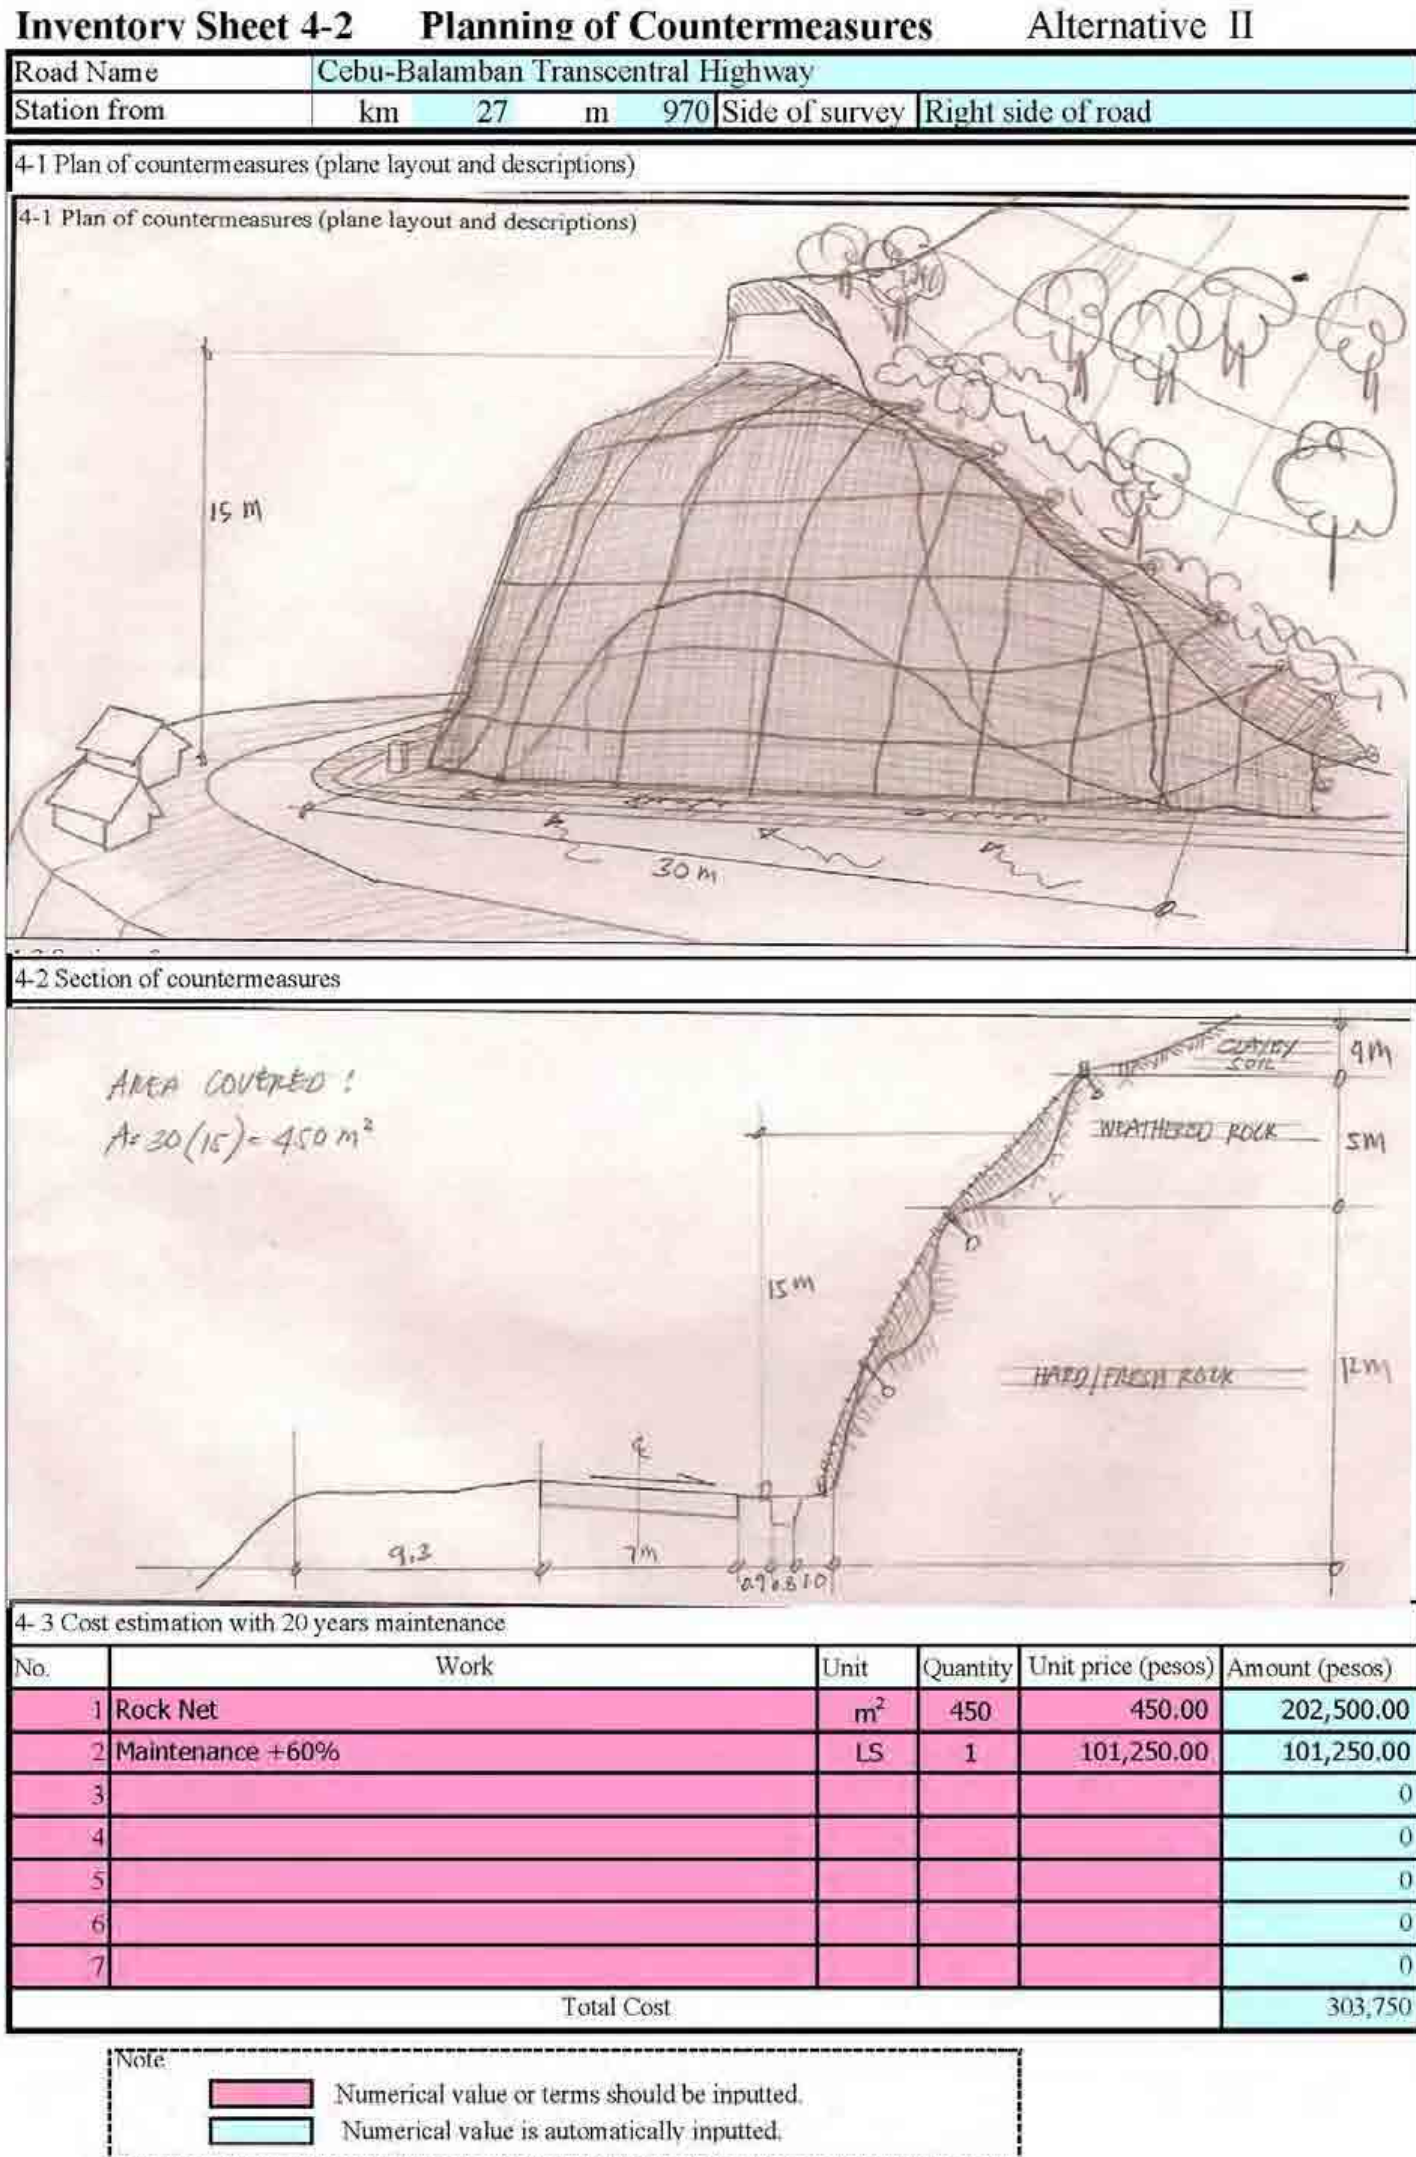 Inventory Sheet 4-2 Planning of Countermeasures Alternative II
Road Name Cebu-Balamban Transcentral Highway
Station from km 27 m 970 Side of survey Right side of road
4-1 Plan of countermeasures (plane layout and descriptions)
4-1 Plan of countermeasures (plane layout and descriptions)
15 m
30 m
4-2 Section of countermeasures
AREA COVERED :
A= 30(15) = 450 m²
CLAYEY
SOIL
WEATHERED ROCK
5m
15m
HARD/FRESH ROCK
12m
9.3
7m
0.9 0.8 1.0
4- 3 Cost estimation with 20 years maintenance
No. Work Unit Quantity Unit price (pesos) Amount (pesos)
1 Rock Net m² 450 450.00 202,500.00
2 Maintenance +60% LS 1 101,250.00 101,250.00
3 0
4 0
5 0
6 0
7 0
Total Cost 303,750
Note
Numerical value or terms should be inputted.
Numerical value is automatically inputted.